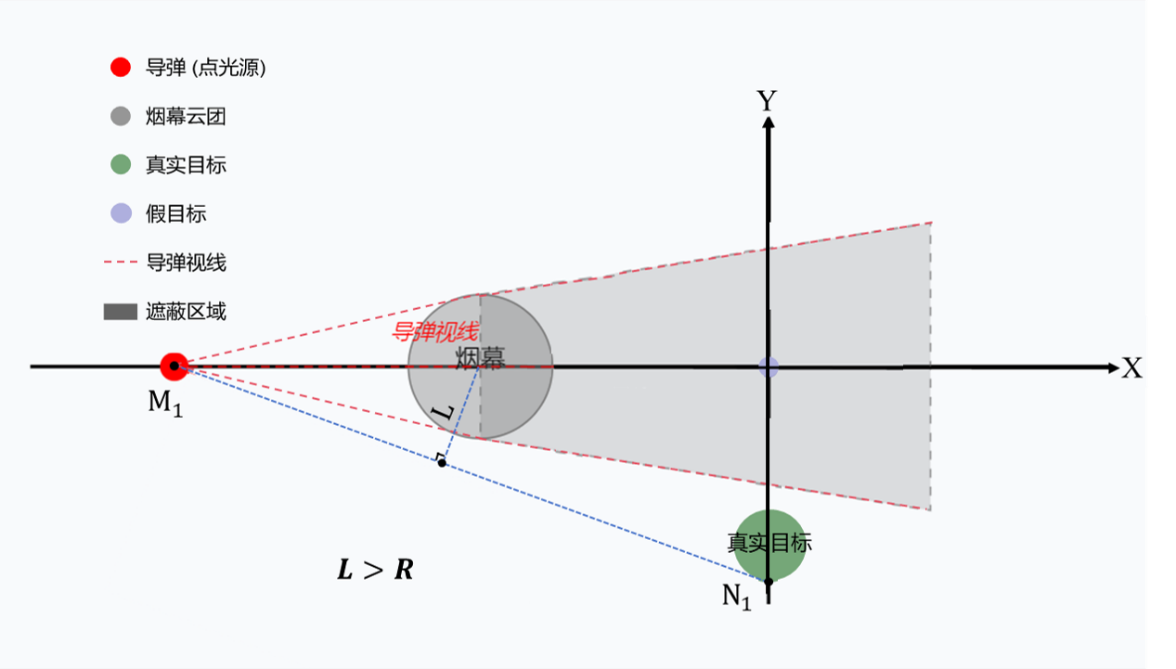 导弹 (点光源)
烟幕云团
真实目标
假目标
导弹视线
遮蔽区域
Y
X
导弹视线
烟幕
M₁
L
真实目标
N₁
L > R